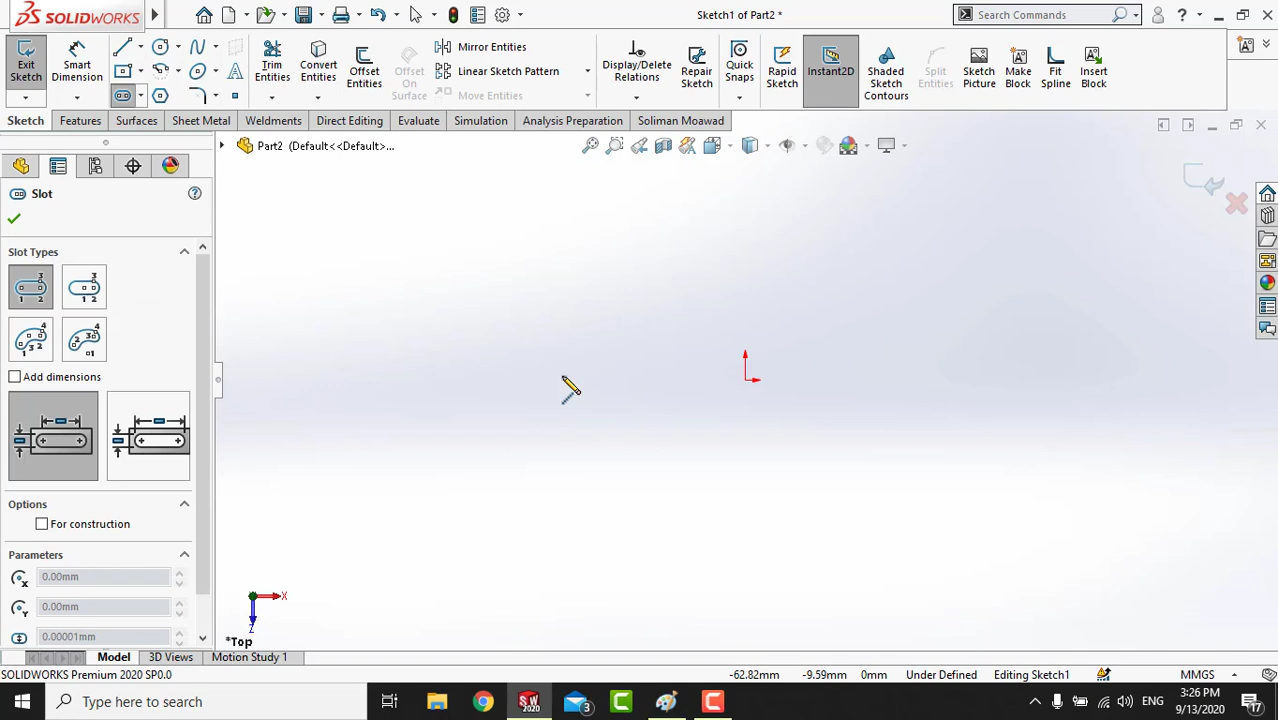 SOLIDWORKS
Sketch1 of Part2 *
Search Commands
Exit Sketch
Smart Dimension
Trim Entities
Convert Entities
Offset Entities
Offset On Surface
Mirror Entities
Linear Sketch Pattern
Move Entities
Display/Delete Relations
Repair Sketch
Quick Snaps
Rapid Sketch
Instant2D
Shaded Sketch Contours
Split Entities
Sketch Picture
Make Block
Fit Spline
Insert Block
Sketch
Features
Surfaces
Sheet Metal
Weldments
Direct Editing
Evaluate
Simulation
Analysis Preparation
Soliman Moawad
Part2 (Default<<Default>...
Slot
Slot Types
Add dimensions
Options
For construction
Parameters
0.00mm
0.00mm
0.00001mm
X
Z
*Top
Model
3D Views
Motion Study 1
SOLIDWORKS Premium 2020 SP0.0
-62.82mm
-9.59mm
0mm
Under Defined
Editing Sketch1
MMGS
Type here to search
ENG
3:26 PM
9/13/2020
17